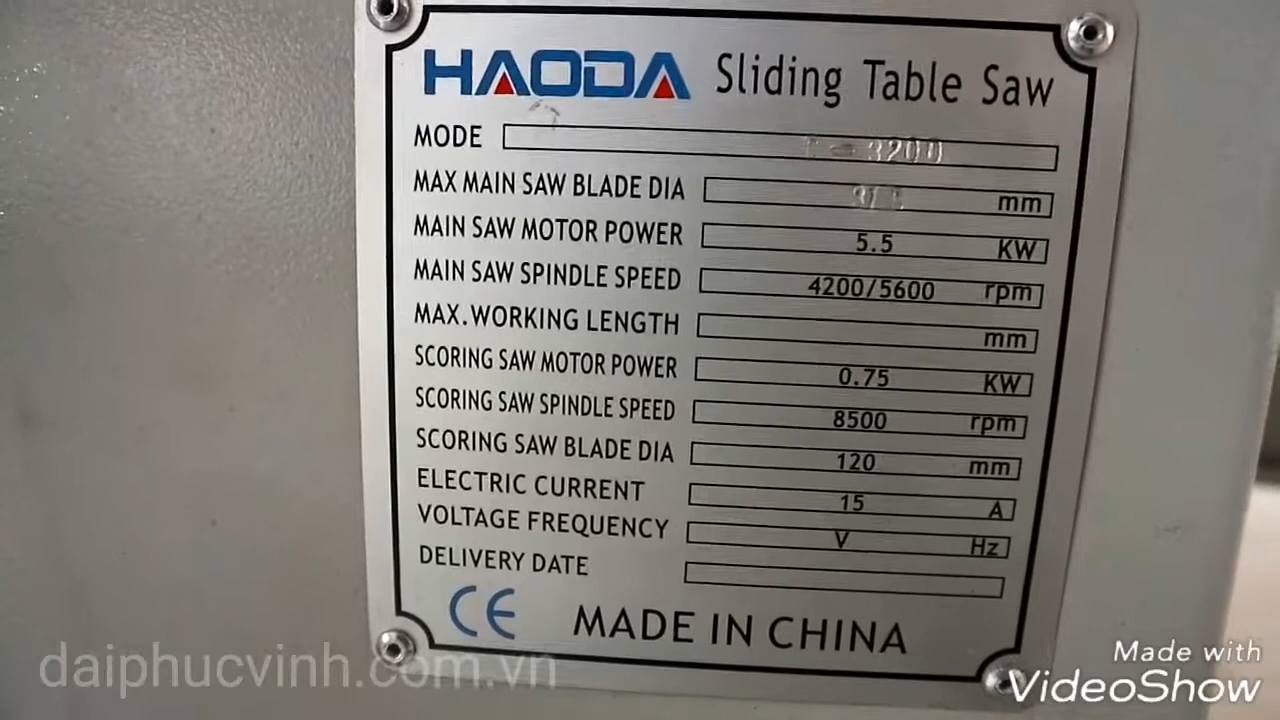 HAODA Sliding Table Saw
MODE - 3200
MAX MAIN SAW BLADE DIA mm
MAIN SAW MOTOR POWER 5.5 KW
MAIN SAW SPINDLE SPEED 4200/5600 rpm
MAX.WORKING LENGTH mm
SCORING SAW MOTOR POWER 0.75 KW
SCORING SAW SPINDLE SPEED 8500 rpm
SCORING SAW BLADE DIA 120 mm
ELECTRIC CURRENT 15 A
VOLTAGE FREQUENCY V Hz
DELIVERY DATE
CE MADE IN CHINA
daiphucvinh.com.vn
Made with
VideoShow